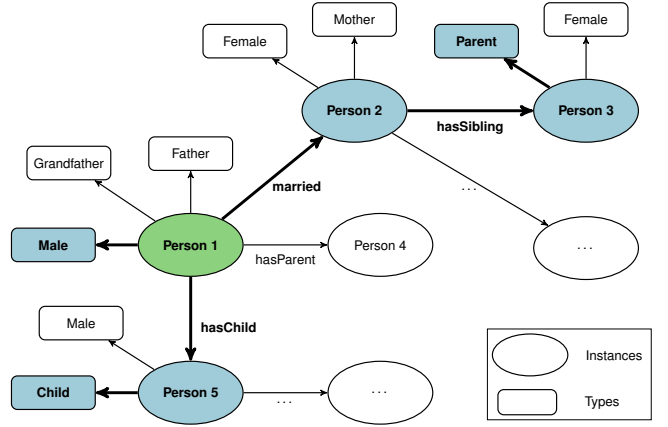 Mother
Female
Female
Parent
Person 2
Person 3
hasSibling
Father
Grandfather
married
...
Male
Person 1
Person 4
...
hasParent
Male
hasChild
Instances
Child
Person 5
...
...
Types